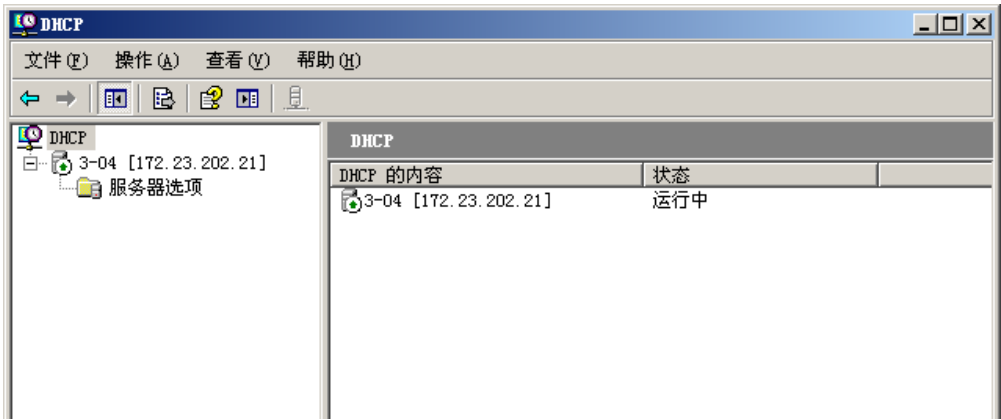 DHCP
文件(F) 操作(A) 查看(V) 帮助(H)
DHCP
3-04 [172.23.202.21]
服务器选项
DHCP
DHCP 的内容 状态
3-04 [172.23.202.21] 运行中